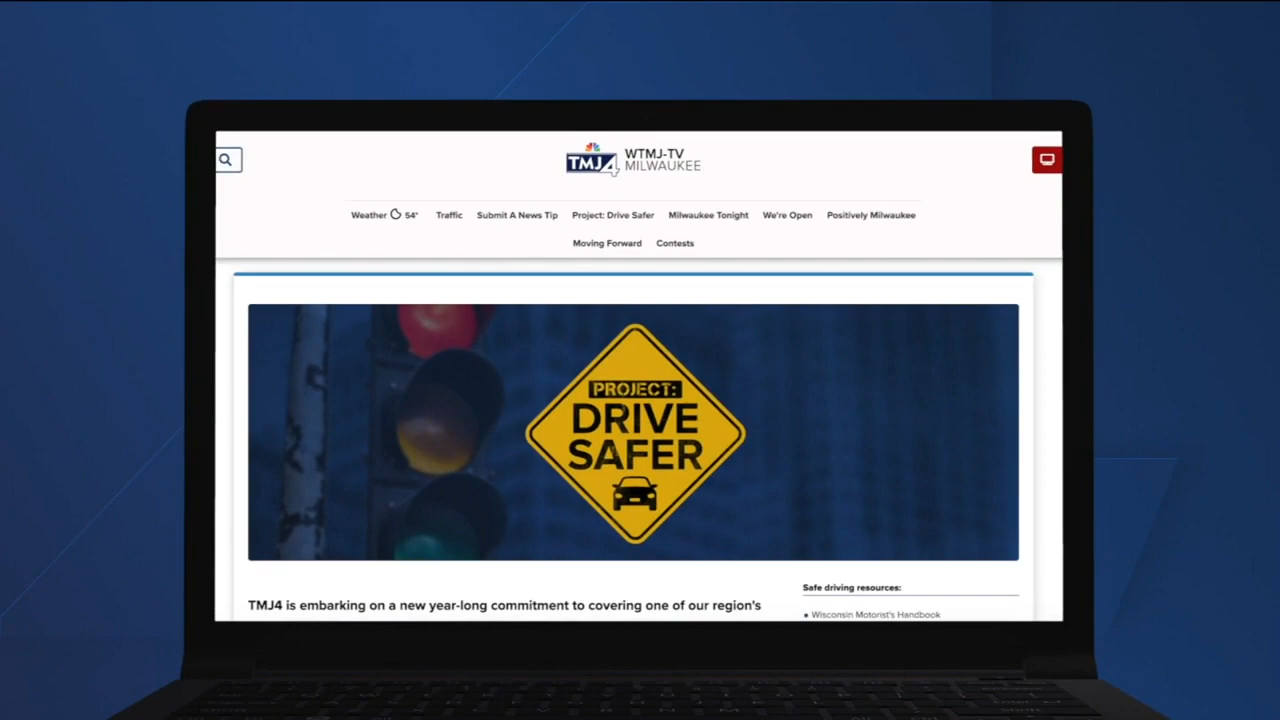 TMJ4
WTMJ-TV
MILWAUKEE
Weather 54°
Traffic
Submit A News Tip
Project: Drive Safer
Milwaukee Tonight
We're Open
Positively Milwaukee
Moving Forward
Contests
PROJECT:
DRIVE
SAFER
TMJ4 is embarking on a new year-long commitment to covering one of our region's
Safe driving resources:
• Wisconsin Motorist's Handbook